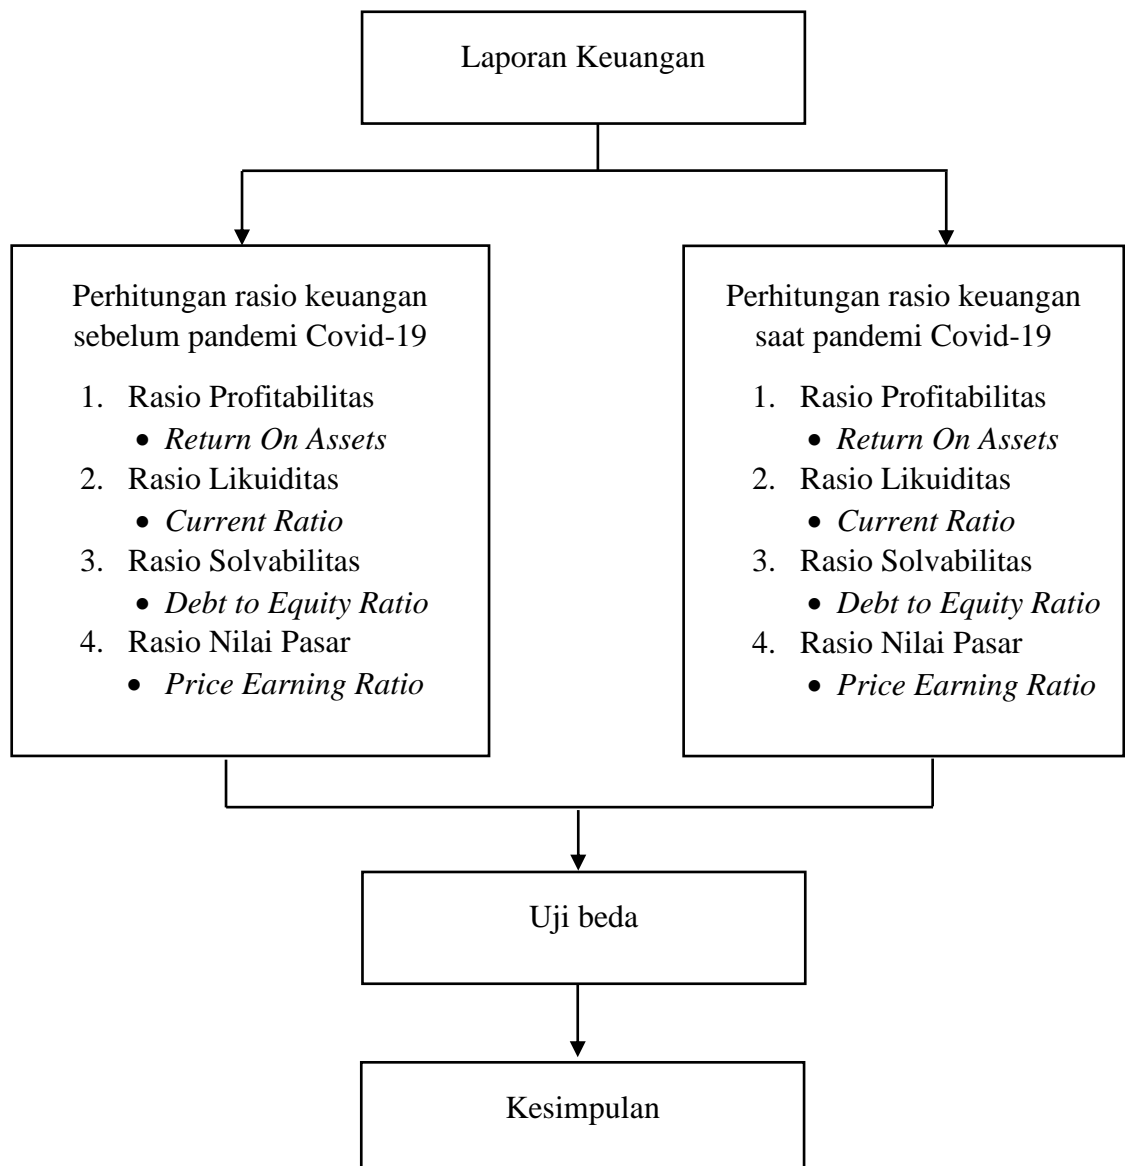 Laporan Keuangan
Perhitungan rasio keuangan
sebelum pandemi Covid-19
1. Rasio Profitabilitas
• Return On Assets
2. Rasio Likuiditas
• Current Ratio
3. Rasio Solvabilitas
• Debt to Equity Ratio
4. Rasio Nilai Pasar
• Price Earning Ratio
Perhitungan rasio keuangan
saat pandemi Covid-19
1. Rasio Profitabilitas
• Return On Assets
2. Rasio Likuiditas
• Current Ratio
3. Rasio Solvabilitas
• Debt to Equity Ratio
4. Rasio Nilai Pasar
• Price Earning Ratio
Uji beda
Kesimpulan